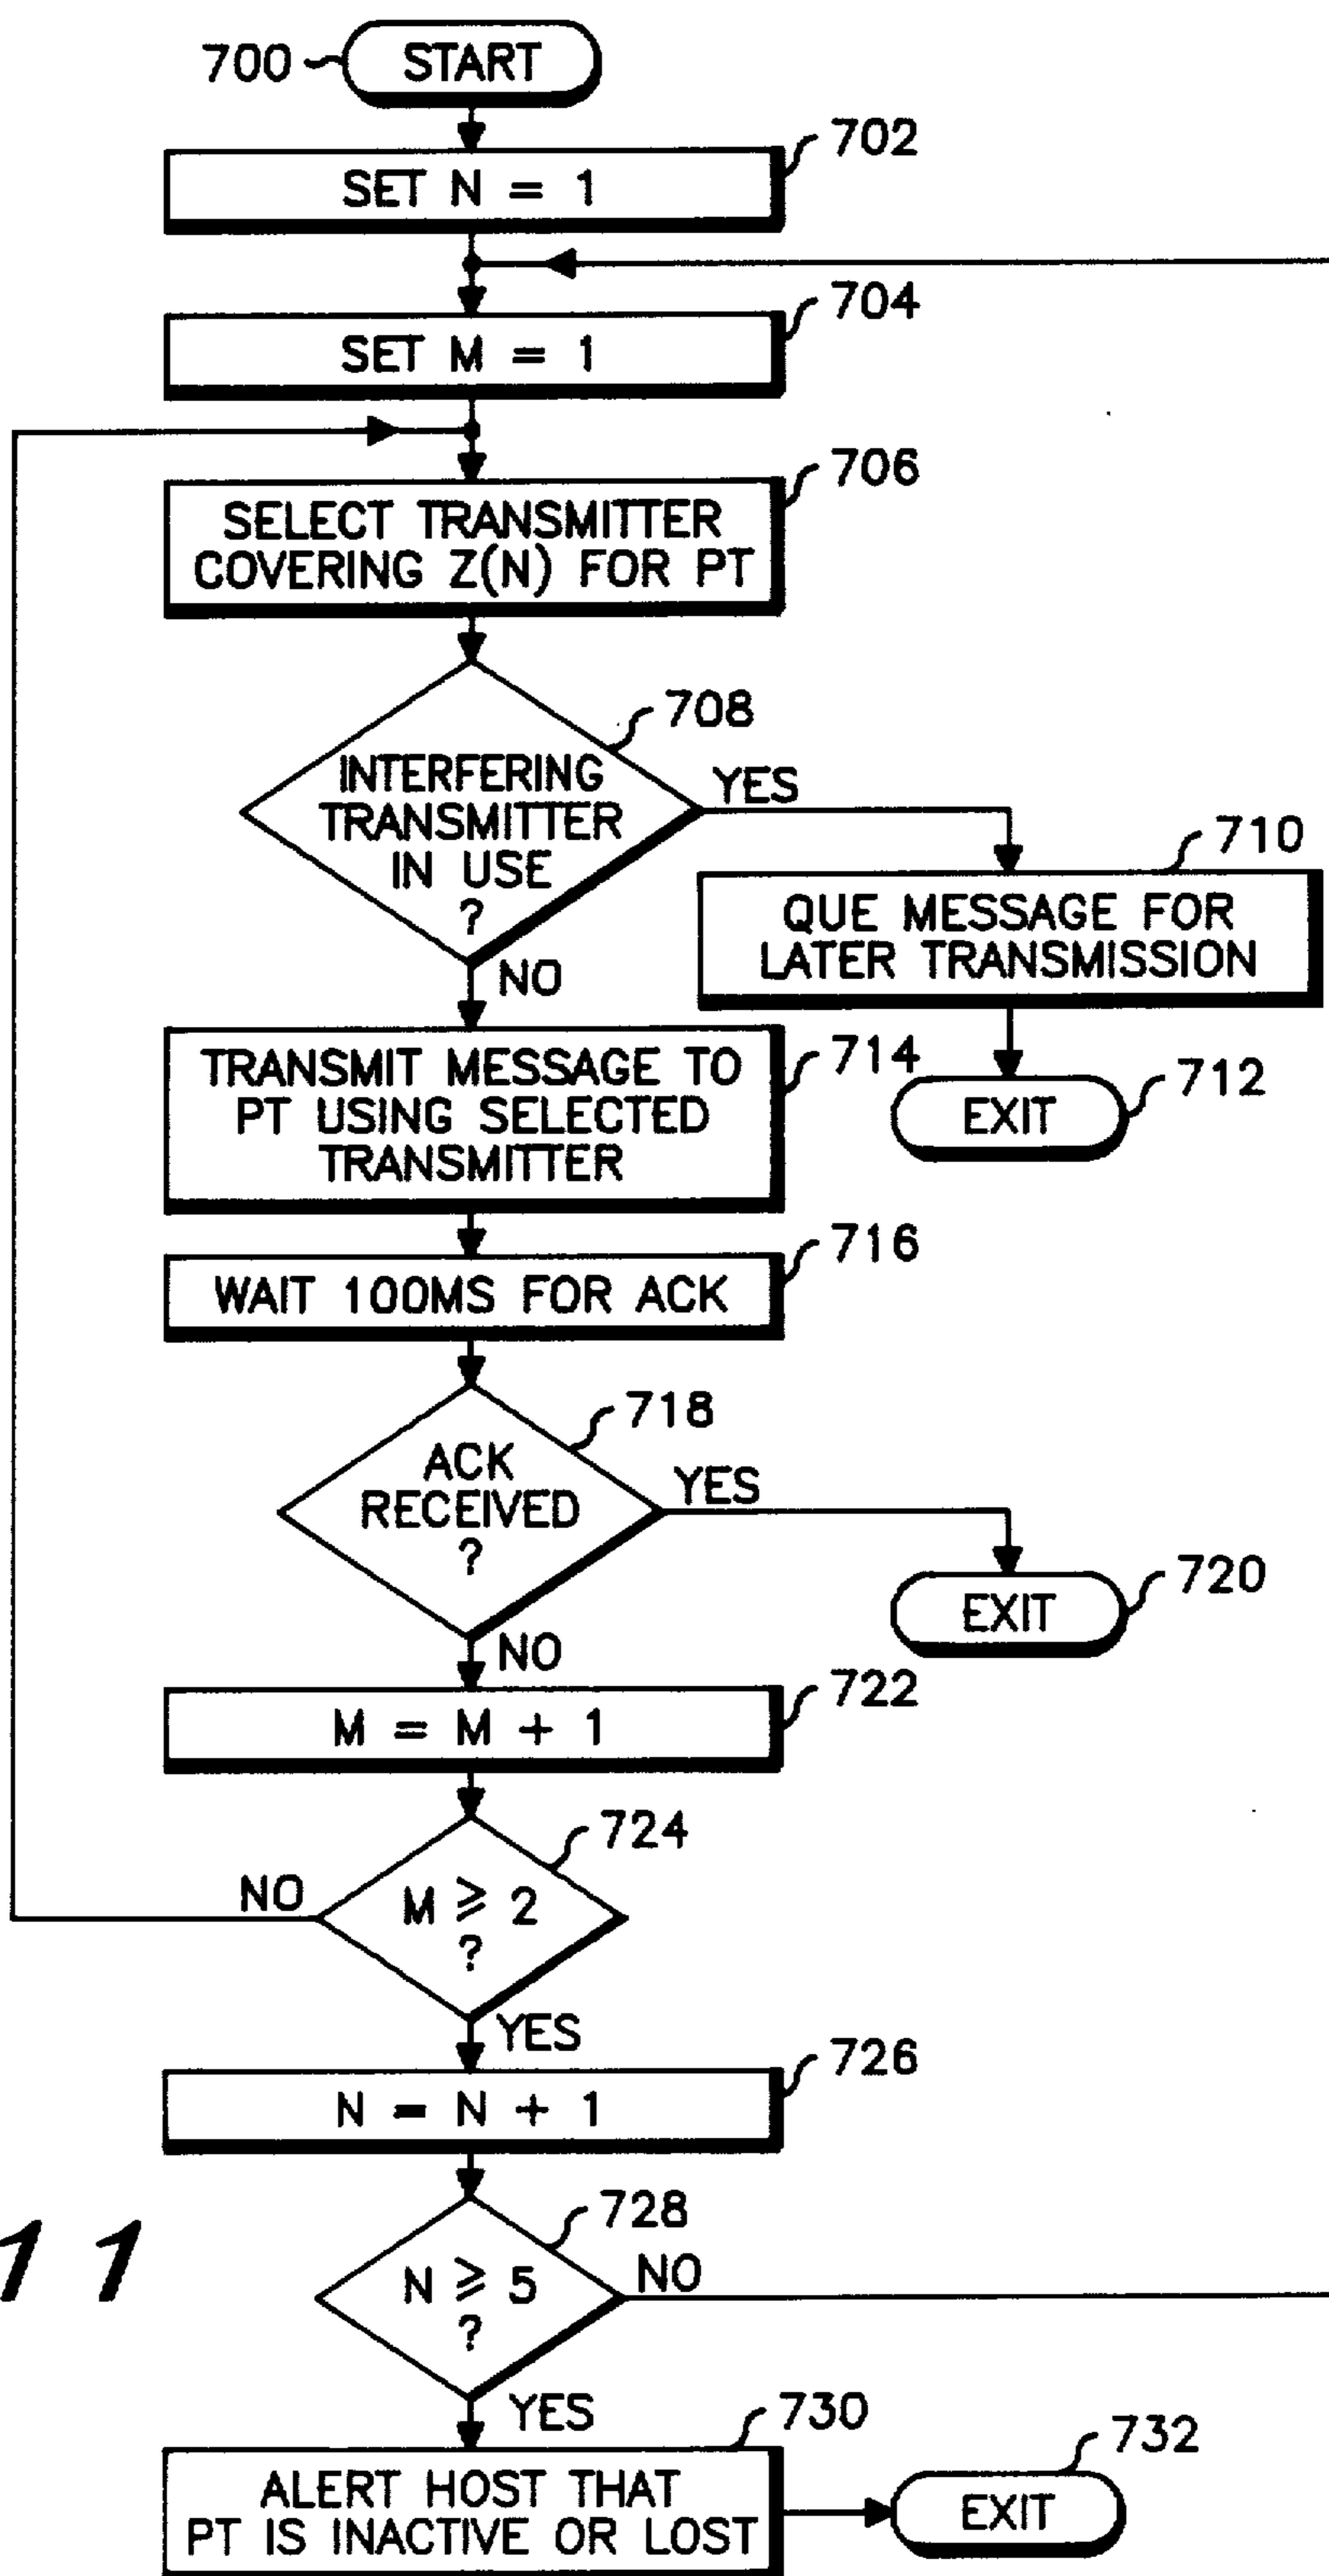 700
START
702
SET N = 1
704
SET M = 1
706
SELECT TRANSMITTER
COVERING Z(N) FOR PT
708
INTERFERING
TRANSMITTER
IN USE
?
YES
NO
710
QUE MESSAGE FOR
LATER TRANSMISSION
712
EXIT
714
TRANSMIT MESSAGE TO
PT USING SELECTED
TRANSMITTER
716
WAIT 100MS FOR ACK
718
ACK
RECEIVED
?
YES
NO
720
EXIT
722
M = M + 1
724
M ≥ 2
?
NO
YES
726
N = N + 1
728
N ≥ 5
?
NO
YES
11
730
ALERT HOST THAT
PT IS INACTIVE OR LOST
732
EXIT